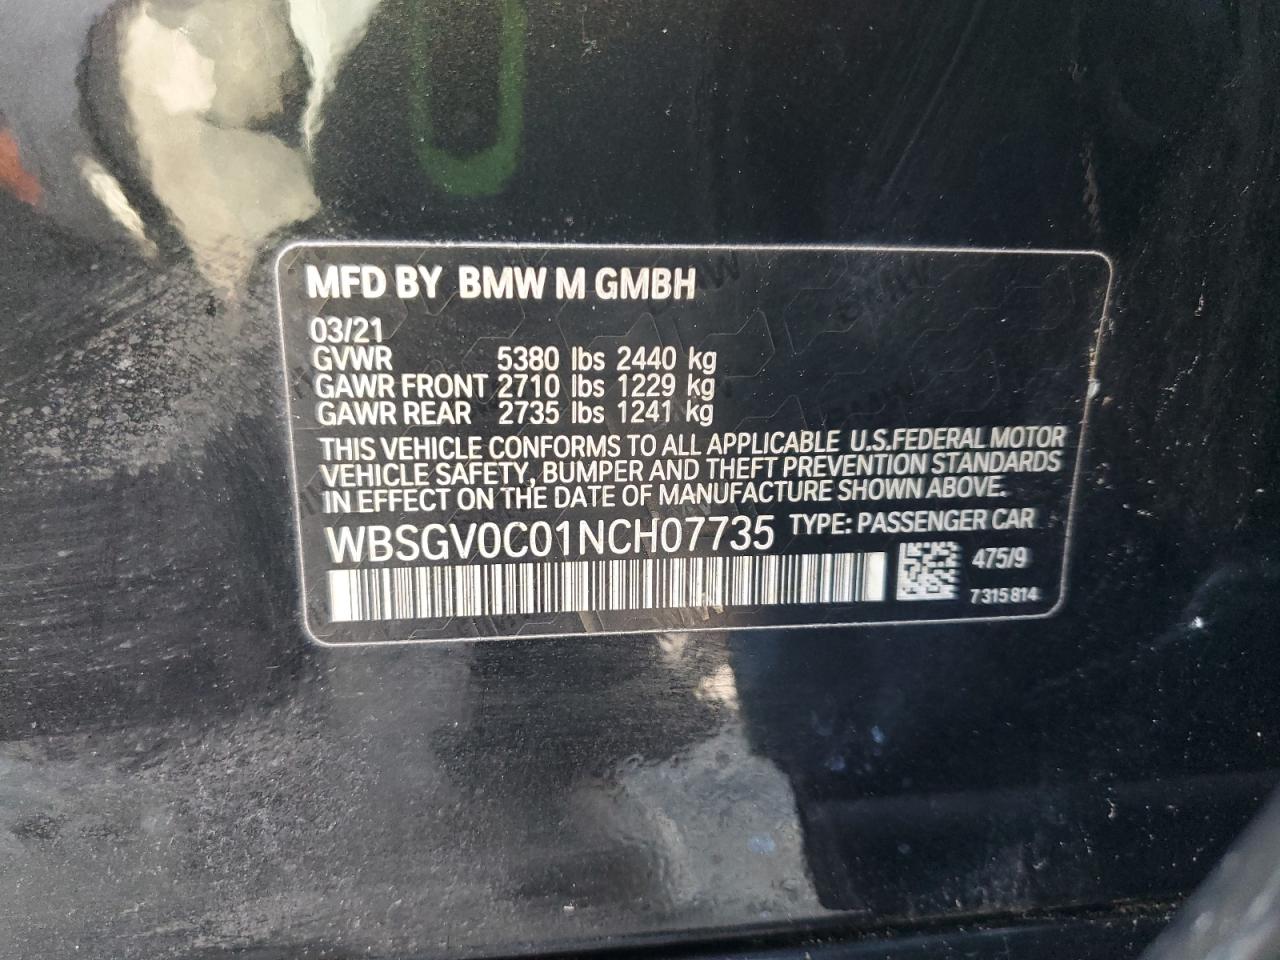 MFD BY BMW M GMBH
03/21
GVWR 5380 lbs 2440 kg
GAWR FRONT 2710 lbs 1229 kg
GAWR REAR 2735 lbs 1241 kg
THIS VEHICLE CONFORMS TO ALL APPLICABLE U.S.FEDERAL MOTOR
VEHICLE SAFETY, BUMPER AND THEFT PREVENTION STANDARDS
IN EFFECT ON THE DATE OF MANUFACTURE SHOWN ABOVE.
WBSGV0C01NCH07735 TYPE: PASSENGER CAR
475/9
7315814